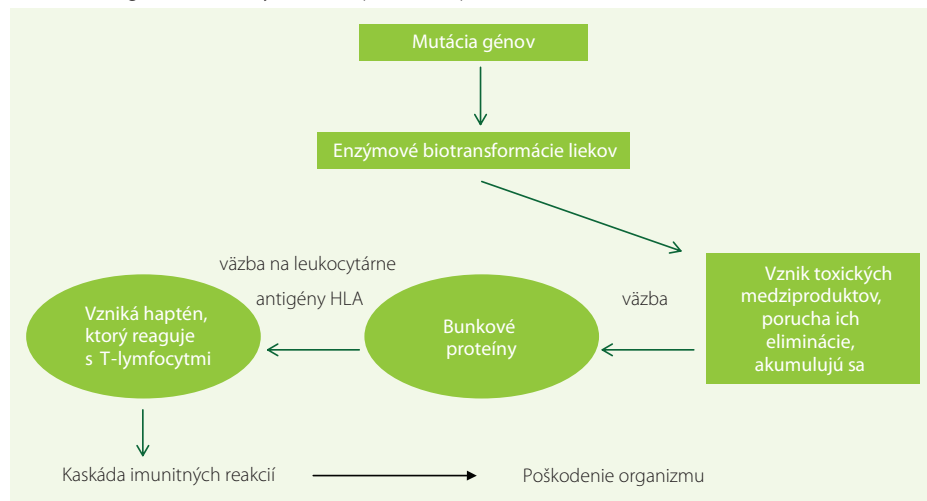 Mutácia génov
Enzýmové biotransformácie liekov
Vznik toxických
medziproduktov,
porucha ich
eliminácie,
akumulujú sa
väzba
Bunkové
proteíny
väzba na leukocytárne
antigény HLA
Vzniká haptén,
ktorý reaguje
s T-lymfocytmi
Kaskáda imunitných reakcií
Poškodenie organizmu